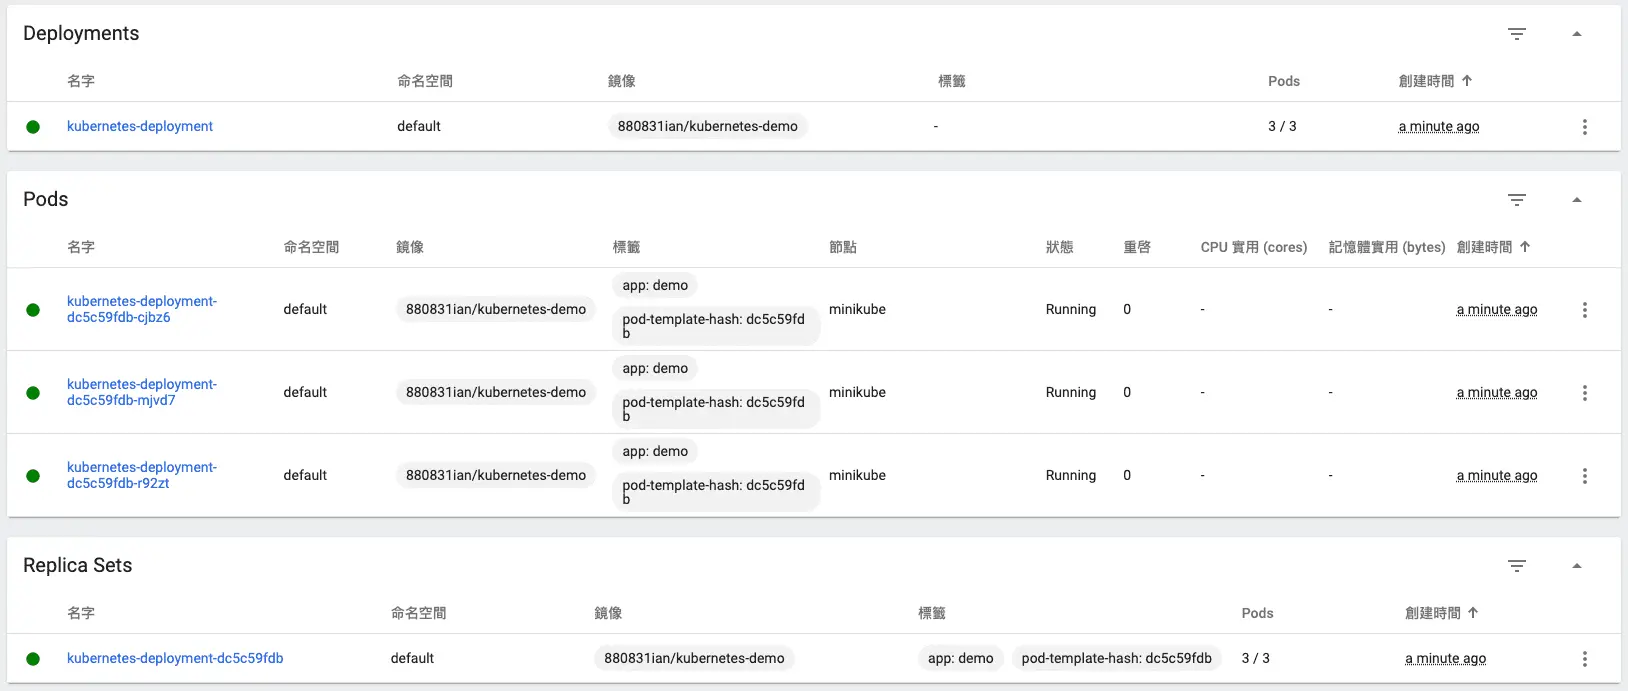 Deployments
名字 命名空間 鏡像 標籤 Pods 創建時間 ↑
kubernetes-deployment default 880831ian/kubernetes-demo - 3 / 3 a minute ago
Pods
名字 命名空間 鏡像 標籤 節點 狀態 重啓 CPU 實用 (cores) 記憶體實用 (bytes) 創建時間 ↑
kubernetes-deployment-
dc5c59fdb-cjbz6
default
880831ian/kubernetes-demo
app: demo
pod-template-hash: dc5c59fd
b
minikube Running 0 - - a minute ago
kubernetes-deployment-
dc5c59fdb-mjvd7
default
880831ian/kubernetes-demo
app: demo
pod-template-hash: dc5c59fd
b
minikube Running 0 - - a minute ago
kubernetes-deployment-
dc5c59fdb-r92zt
default
880831ian/kubernetes-demo
app: demo
pod-template-hash: dc5c59fd
b
minikube Running 0 - - a minute ago
Replica Sets
名字 命名空間 鏡像 標籤 Pods 創建時間 ↑
kubernetes-deployment-dc5c59fdb default 880831ian/kubernetes-demo app: demo pod-template-hash: dc5c59fdb 3 / 3 a minute ago